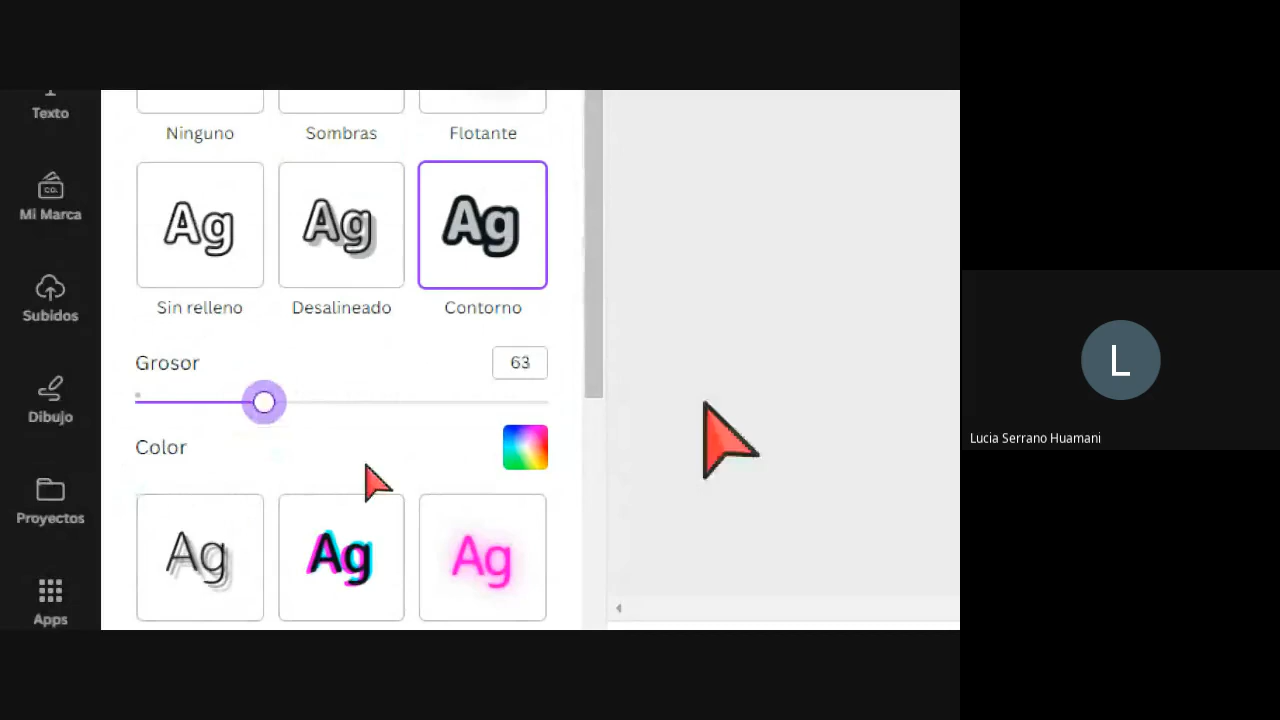 Texto
CO.
Mi Marca
Subidos
Dibujo
Proyectos
Apps
Ninguno Sombras Flotante
Ag Ag Ag
Sin relleno Desalineado Contorno
Grosor 63
Color
Ag Ag Ag
L
Lucia Serrano Huamani